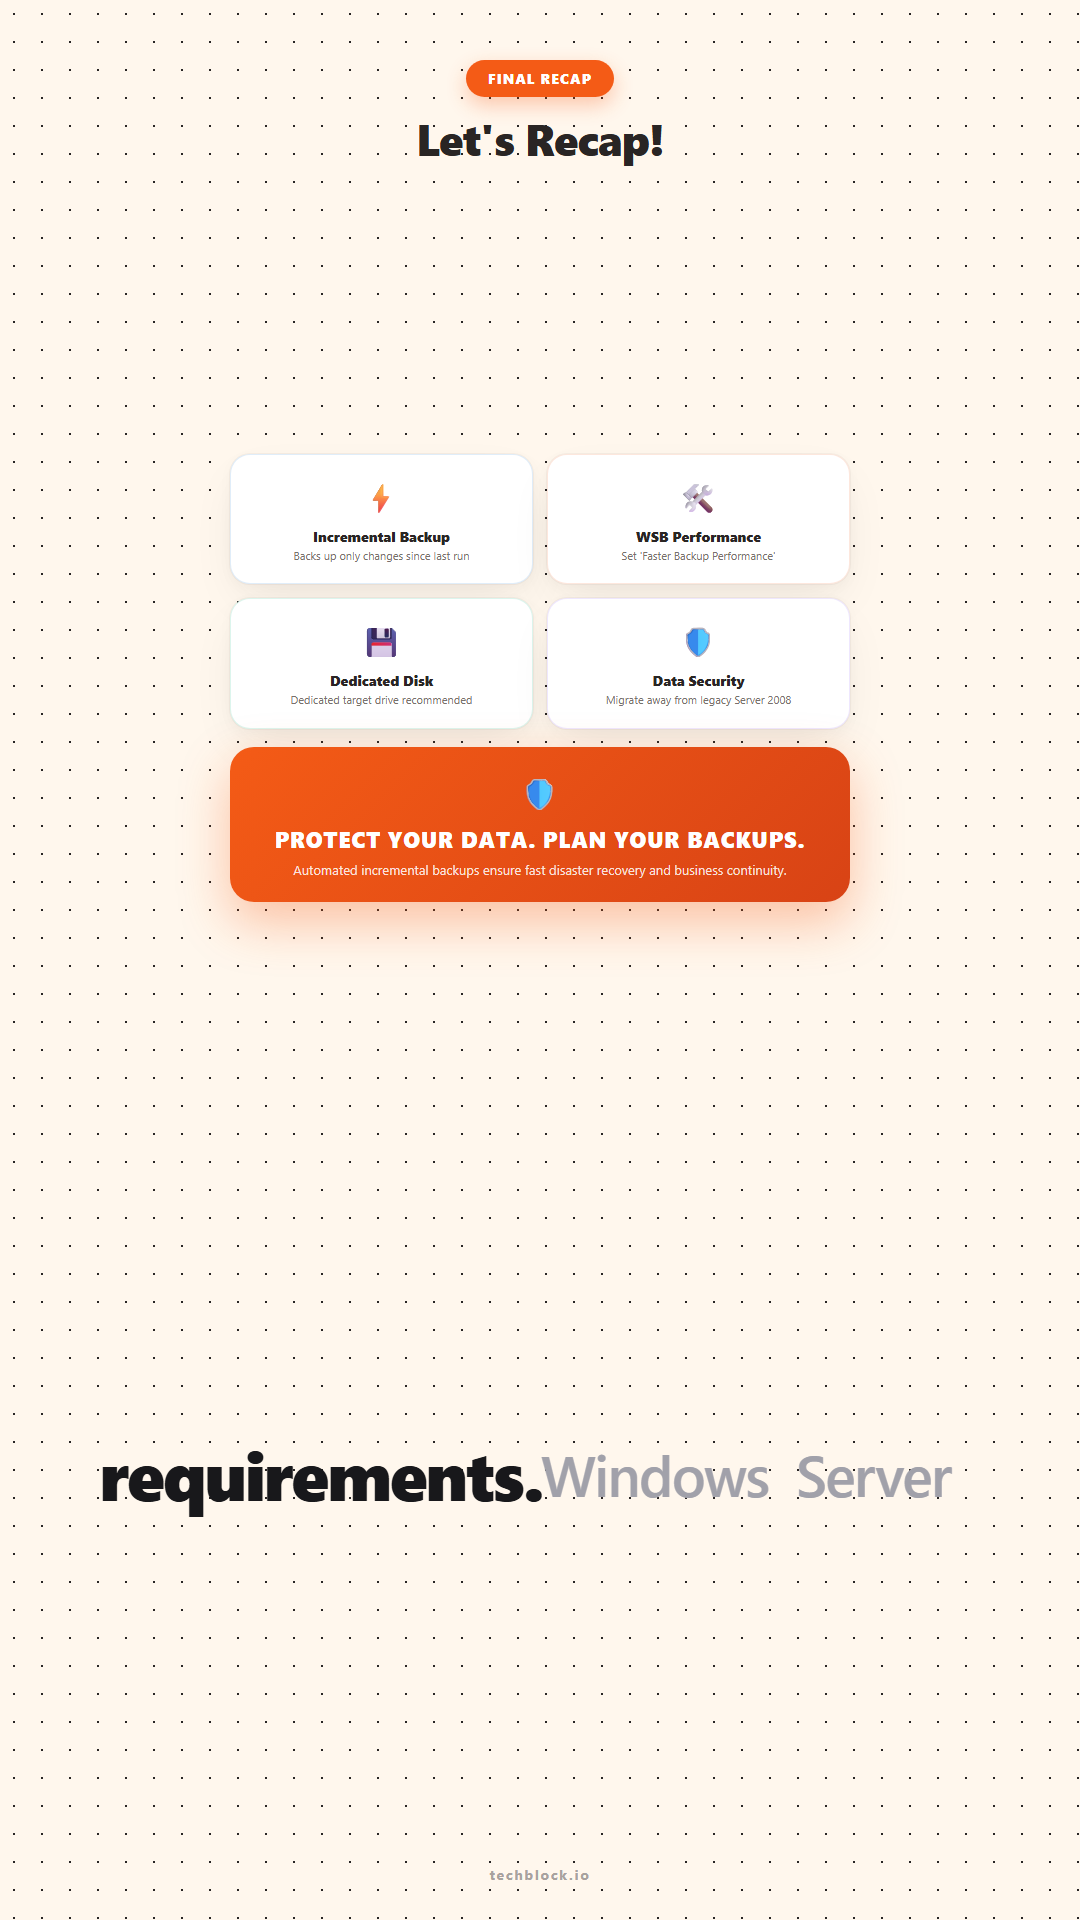 FINAL RECAP
Let's Recap!
Incremental Backup
Backs up only changes since last run
WSB Performance
Set 'Faster Backup Performance'
Dedicated Disk
Dedicated target drive recommended
Data Security
Migrate away from legacy Server 2008
PROTECT YOUR DATA. PLAN YOUR BACKUPS.
Automated incremental backups ensure fast disaster recovery and business continuity.
requirements.Windows Server
techblock.io